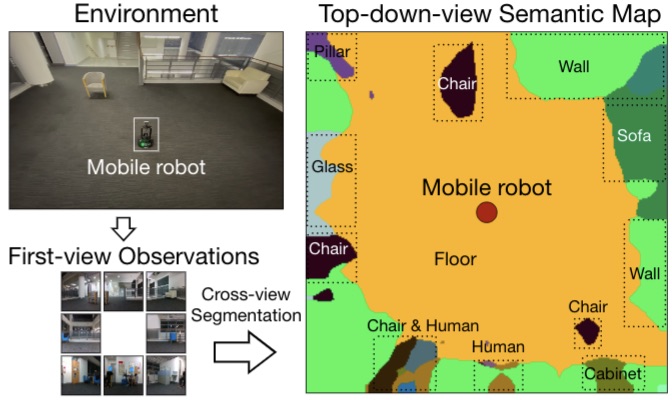 Environment
Mobile robot
First-view Observations
Cross-view
Segmentation
Top-down-view Semantic Map
Pillar
Chair
Wall
Sofa
Glass
Mobile robot
Chair
Floor
Wall
Chair
Chair & Human
Human
Cabinet